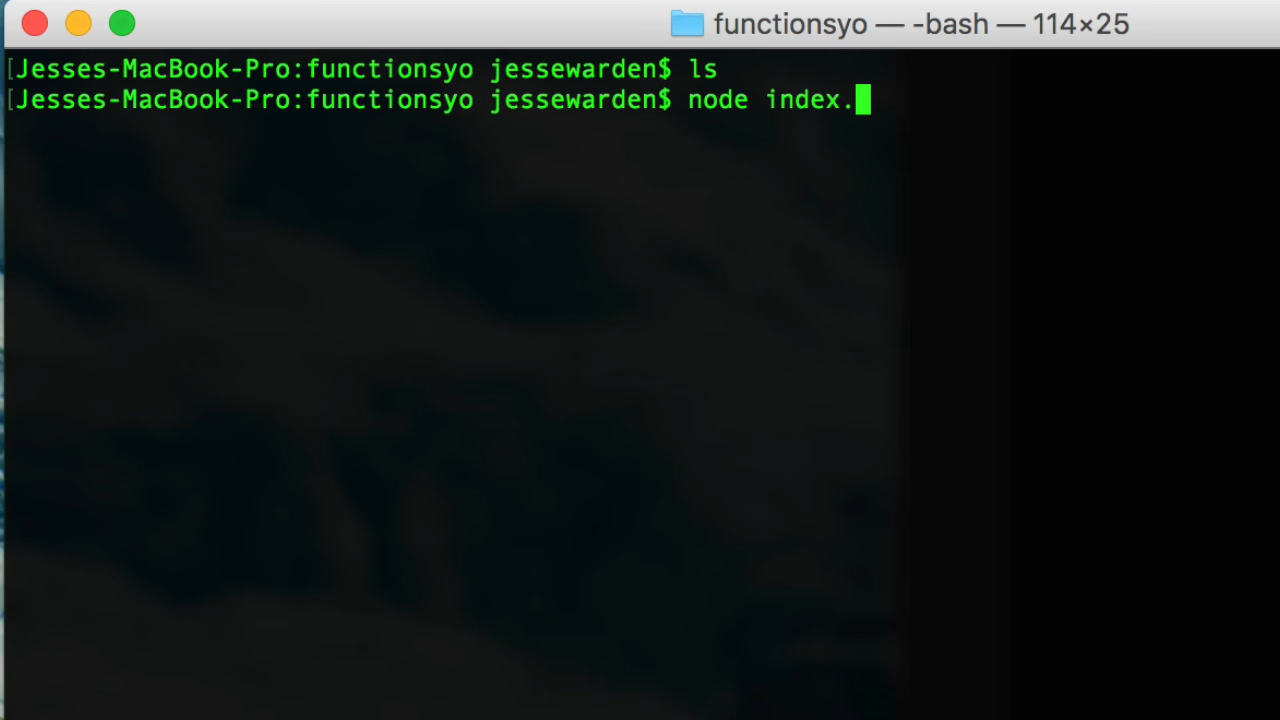 functionsyo — -bash — 114×25
[Jesses-MacBook-Pro:functionsyo jessewarden$ ls
[Jesses-MacBook-Pro:functionsyo jessewarden$ node index.